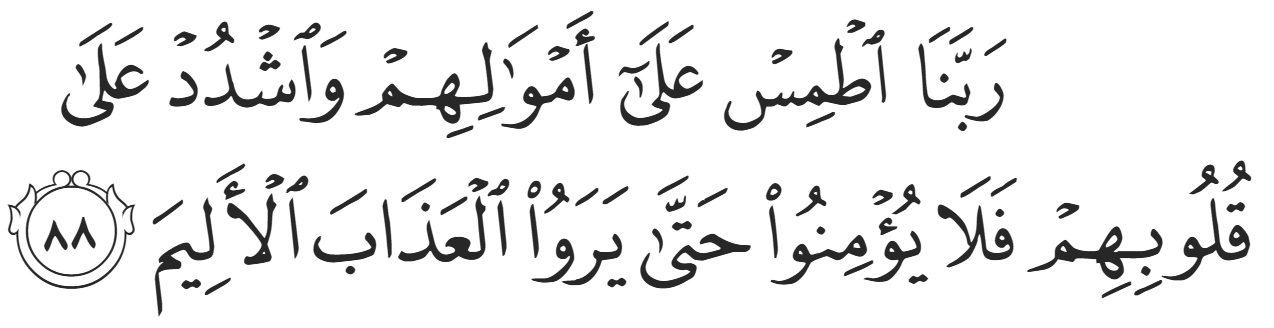 رَبَّنَا ٱطۡمِسۡ عَلَىٰٓ أَمۡوَٰلِهِمۡ وَٱشۡدُدۡ عَلَىٰ
قُلُوبِهِمۡ فَلَا يُؤۡمِنُواْ حَتَّىٰ يَرَوُاْ ٱلۡعَذَابَ ٱلۡأَلِيمَ ٨٨